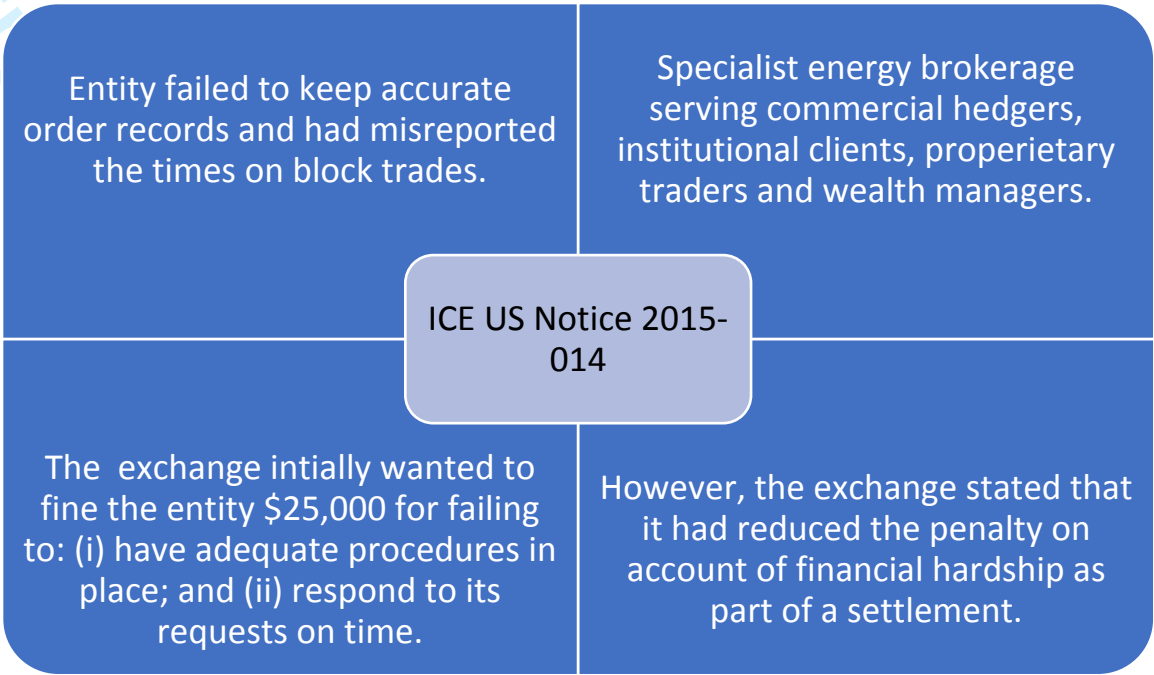 Entity failed to keep accurate
order records and had misreported
the times on block trades.
Specialist energy brokerage
serving commercial hedgers,
institutional clients, properietary
traders and wealth managers.
ICE US Notice 2015-
014
The  exchange intially wanted to
fine the entity $25,000 for failing
to: (i) have adequate procedures in
place; and (ii) respond to its
requests on time.
However, the exchange stated that
it had reduced the penalty on
account of financial hardship as
part of a settlement.